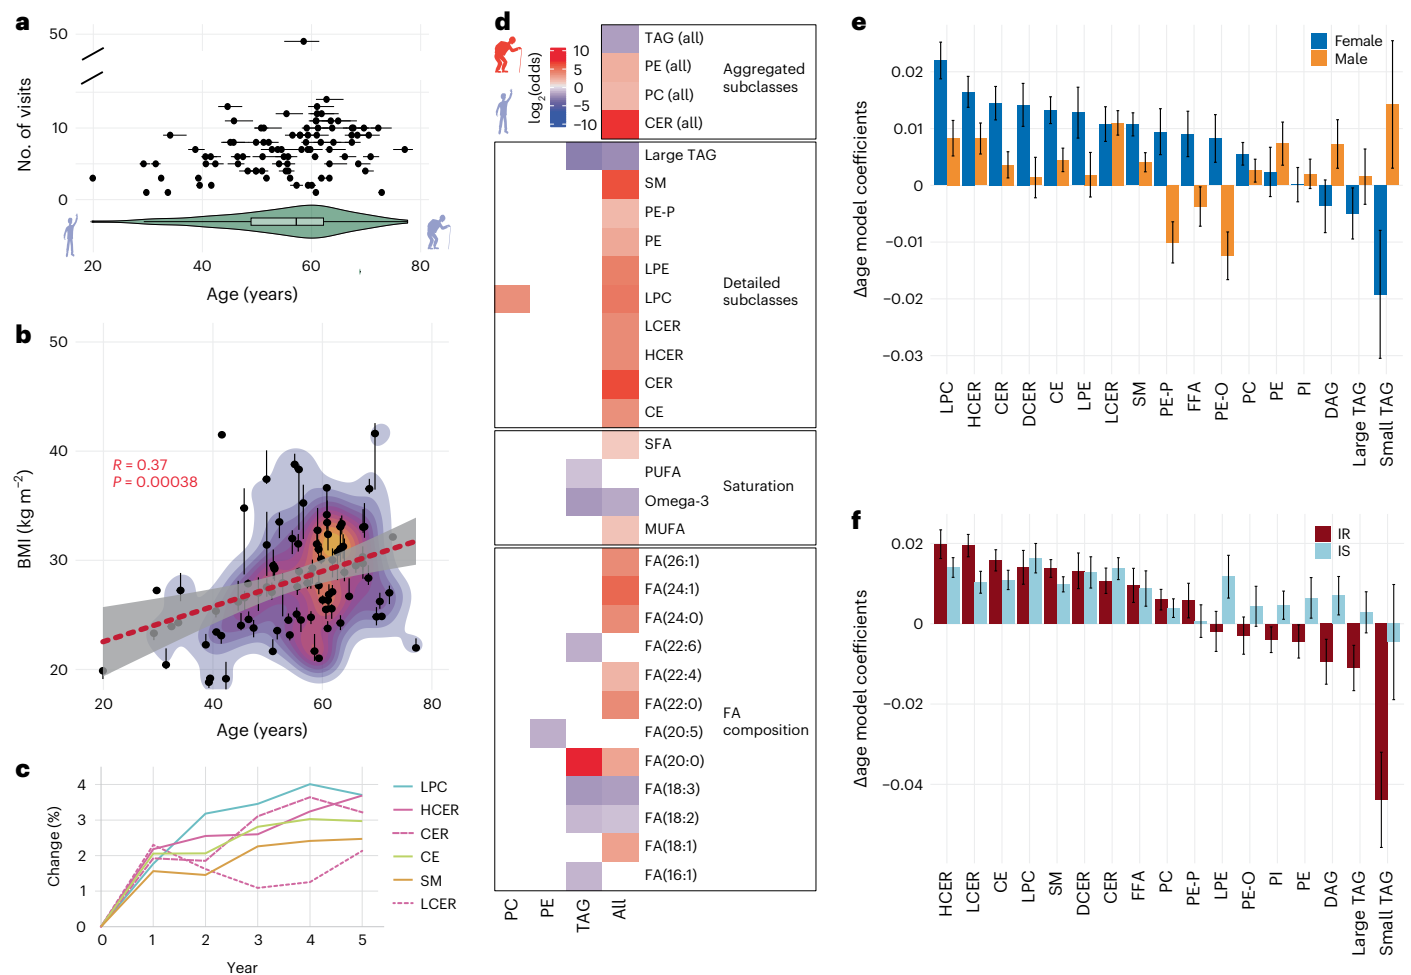 a
50
10
0
No. of visits
20
40
60
80
Age (years)
b
50
40
30
20
R = 0.37
P = 0.00038
BMI (kg m−2)
20
40
60
80
Age (years)
c
4
3
2
1
0
Change (%)
0
1
2
3
4
5
Year
LPC
HCER
CER
CE
SM
LCER
d
log2(odds)
10
5
0
−5
−10
TAG (all)
PE (all)
PC (all)
CER (all)
Aggregated
subclasses
Large TAG
SM
PE-P
PE
LPE
LPC
LCER
HCER
CER
CE
Detailed
subclasses
SFA
PUFA
Omega-3
MUFA
Saturation
FA(26:1)
FA(24:1)
FA(24:0)
FA(22:6)
FA(22:4)
FA(22:0)
FA(20:5)
FA(20:0)
FA(18:3)
FA(18:2)
FA(18:1)
FA(16:1)
FA
composition
PC
PE
TAG
All
e
Female
Male
0.02
0.01
0
−0.01
−0.02
−0.03
Δage model coefficients
LPC
HCER
CER
DCER
CE
LPE
LCER
SM
PE-P
FFA
PE-O
PC
PE
PI
DAG
Large TAG
Small TAG
f
IR
IS
0.02
0
−0.02
−0.04
Δage model coefficients
HCER
LCER
CE
LPC
SM
DCER
CER
FFA
PC
PE-P
LPE
PE-O
PI
PE
DAG
Large TAG
Small TAG